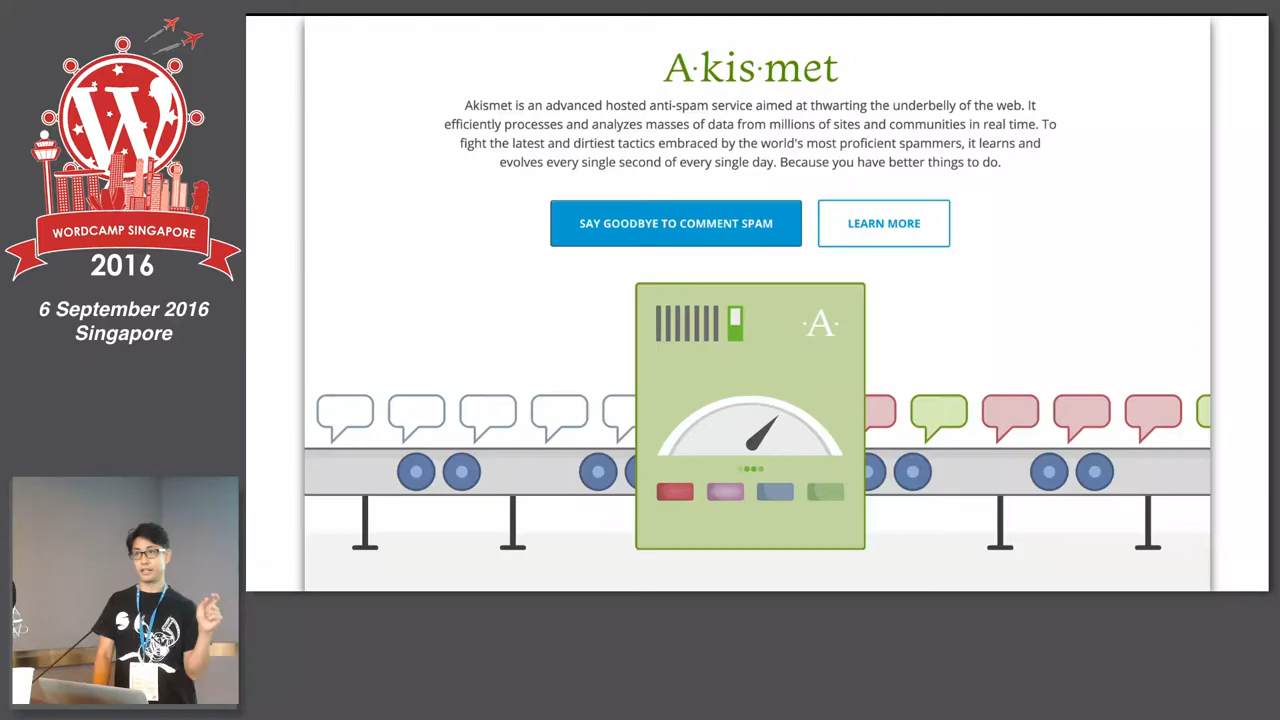 W
WORDCAMP SINGAPORE
2016
6 September 2016
Singapore
A·kis·met
Akismet is an advanced hosted anti-spam service aimed at thwarting the underbelly of the web. It
efficiently processes and analyzes masses of data from millions of sites and communities in real time. To
fight the latest and dirtiest tactics embraced by the world's most proficient spammers, it learns and
evolves every single second of every single day. Because you have better things to do.
SAY GOODBYE TO COMMENT SPAM
LEARN MORE
·A·